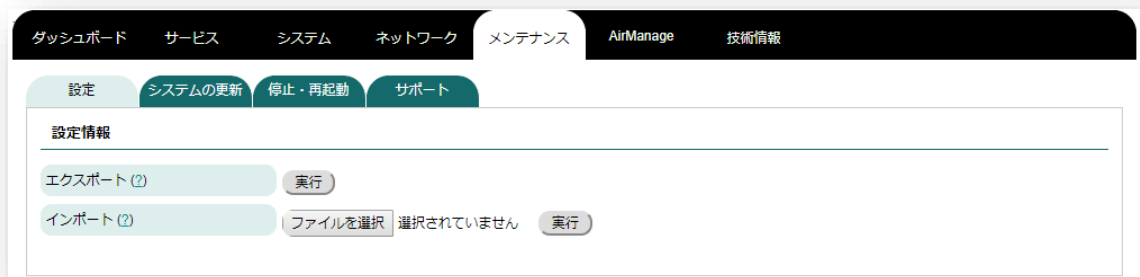 ダッシュボード サービス システム ネットワーク メンテナンス AirManage 技術情報
設定 システムの更新 停止・再起動 サポート
設定情報
エクスポート (?) 実行
インポート (?) ファイルを選択 選択されていません 実行